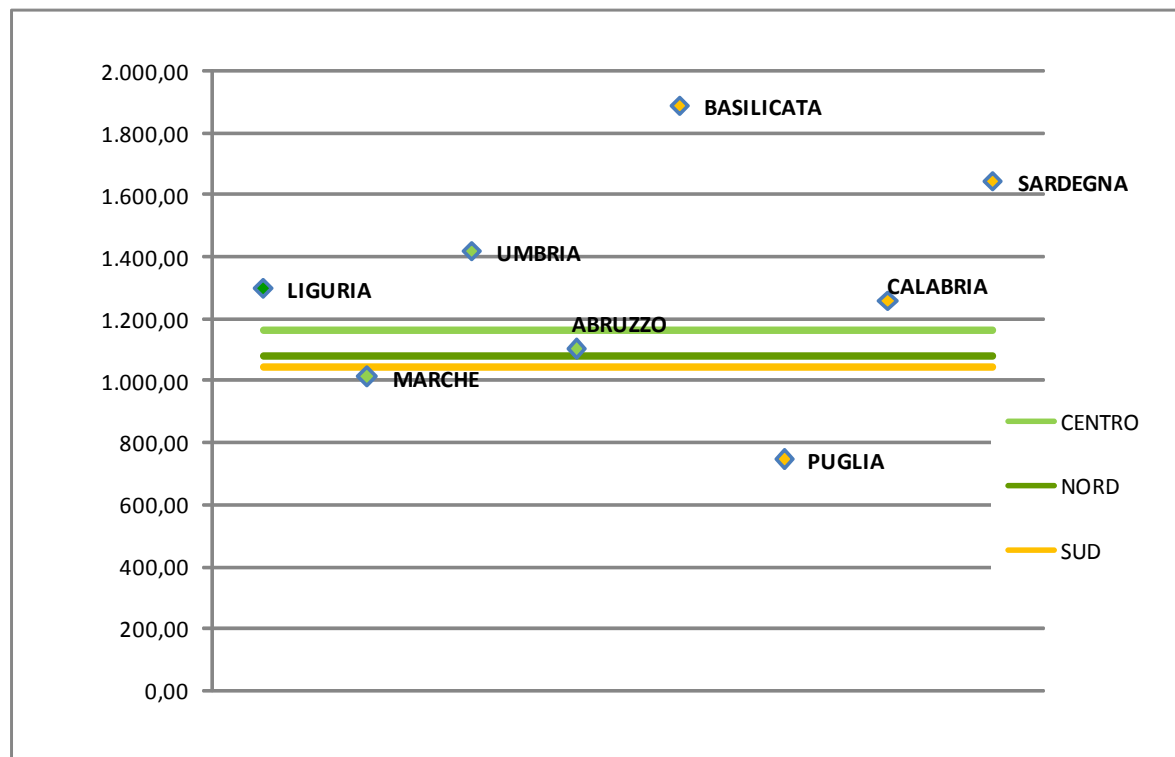 2.000,00
1.800,00
1.600,00
1.400,00
1.200,00
1.000,00
800,00
600,00
400,00
200,00
0,00
BASILICATA
SARDEGNA
UMBRIA
LIGURIA
CALABRIA
ABRUZZO
MARCHE
PUGLIA
CENTRO
NORD
SUD